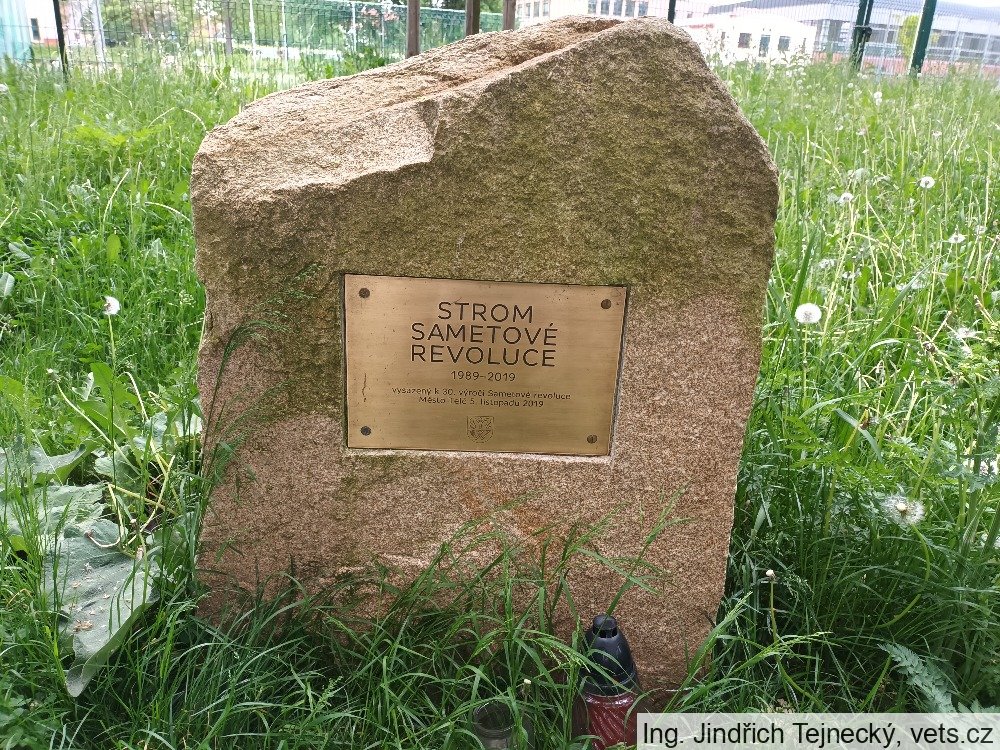 STROM
SAMETOVÉ
REVOLUCE
1989–2019
vysazený k 30. výročí Sametové revoluce
Město Telč 5. listopadu 2019
Ing. Jindřich Tejnecký, vets.cz